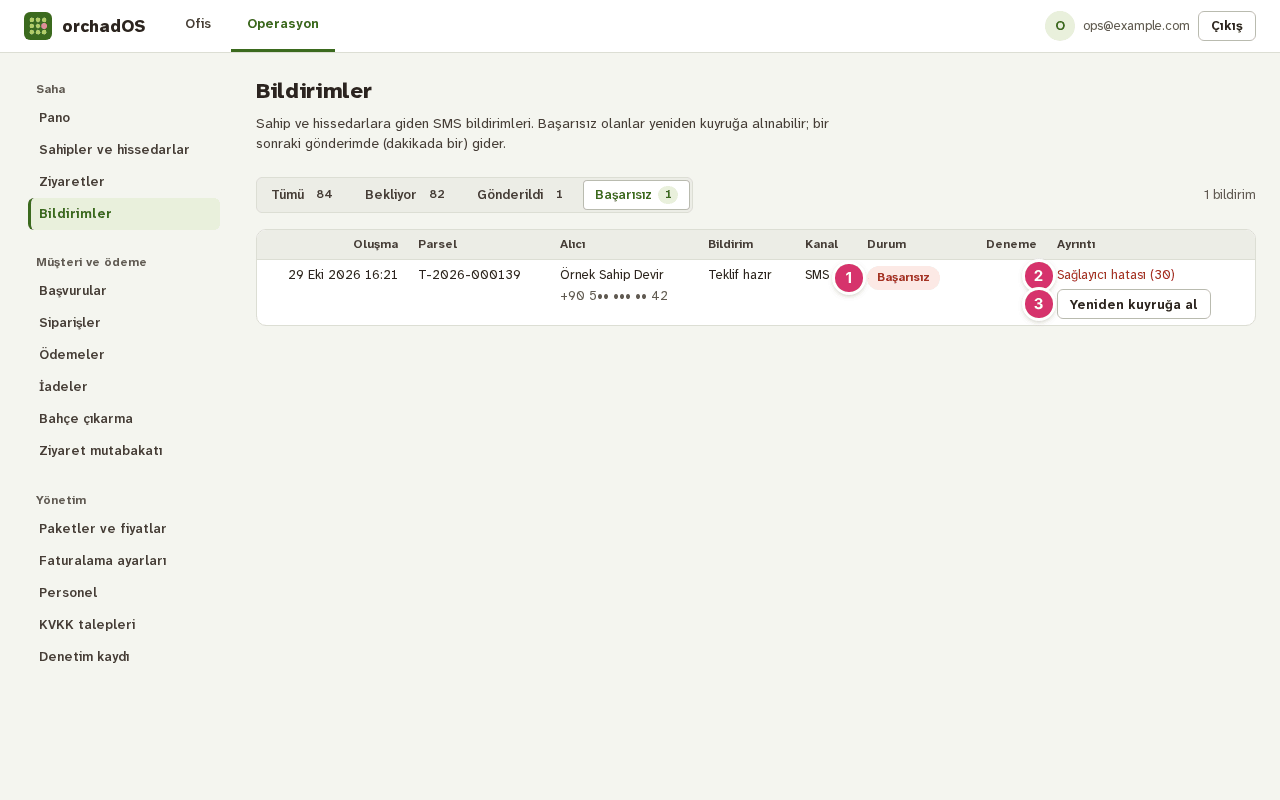 orchadOS
Ofis
Operasyon
O
ops@example.com
Çıkış
Saha
Pano
Sahipler ve hissedarlar
Ziyaretler
Bildirimler
Müşteri ve ödeme
Başvurular
Siparişler
Ödemeler
İadeler
Bahçe çıkarma
Ziyaret mutabakatı
Yönetim
Paketler ve fiyatlar
Faturalama ayarları
Personel
KVKK talepleri
Denetim kaydı
Bildirimler
Sahip ve hissedarlara giden SMS bildirimleri. Başarısız olanlar yeniden kuyruğa alınabilir; bir
sonraki gönderimde (dakikada bir) gider.
Tümü 84 Bekliyor 82 Gönderildi 1 Başarısız 1
1 bildirim
Oluşma Parsel Alıcı Bildirim Kanal Durum Deneme Ayrıntı
29 Eki 2026 16:21 T-2026-000139 Örnek Sahip Devir Teklif hazır SMS 1 Başarısız 2 Sağlayıcı hatası (30)
+90 5•• ••• •• 42 3 Yeniden kuyruğa al